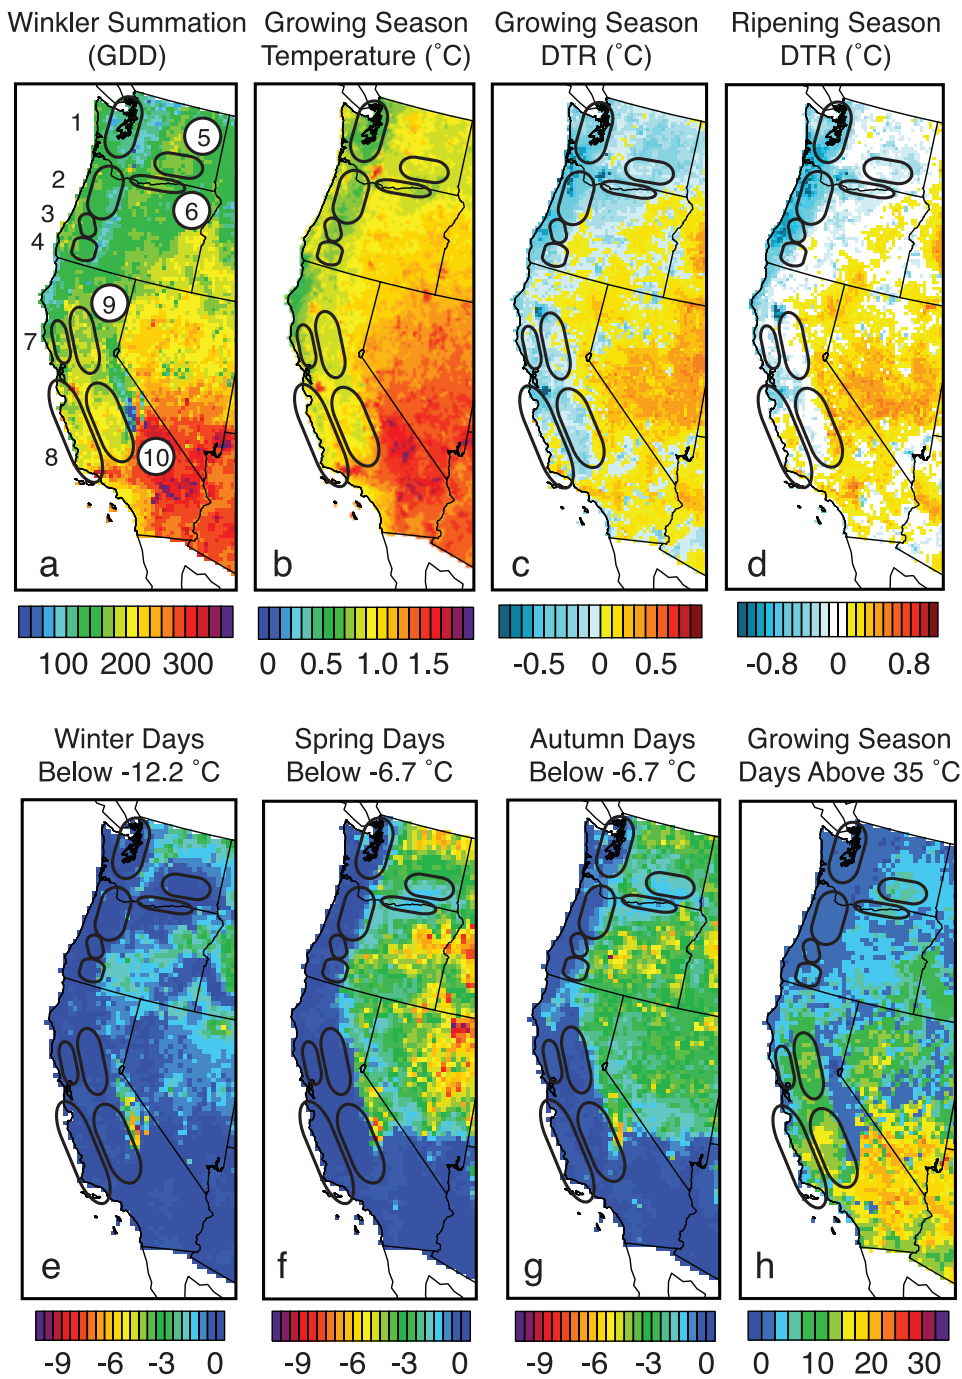 Winkler Summation (GDD)
Growing Season Temperature (˚C)
Growing Season DTR (˚C)
Ripening Season DTR (˚C)
1
2
3
4
5
6
7
8
9
10
a
b
c
d
100 200 300
0 0.5 1.0 1.5
-0.5 0 0.5
-0.8 0 0.8
Winter Days Below -12.2 ˚C
Spring Days Below -6.7 ˚C
Autumn Days Below -6.7 ˚C
Growing Season Days Above 35 ˚C
e
f
g
h
-9 -6 -3 0
-9 -6 -3 0
-9 -6 -3 0
0 10 20 30